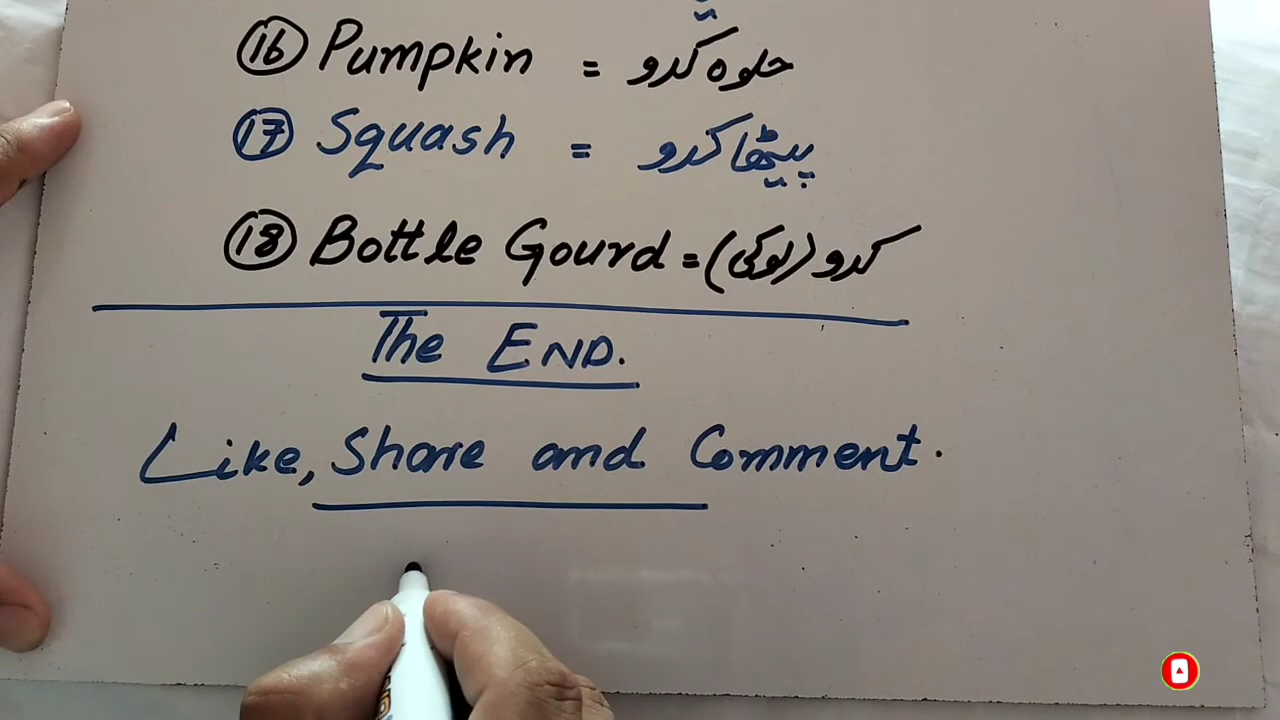 16 Pumpkin = حلوہ کدو
17 Squash = پیٹھا کدو
18 Bottle Gourd = کدو (لوکی)
The END.
Like, Share and Comment.